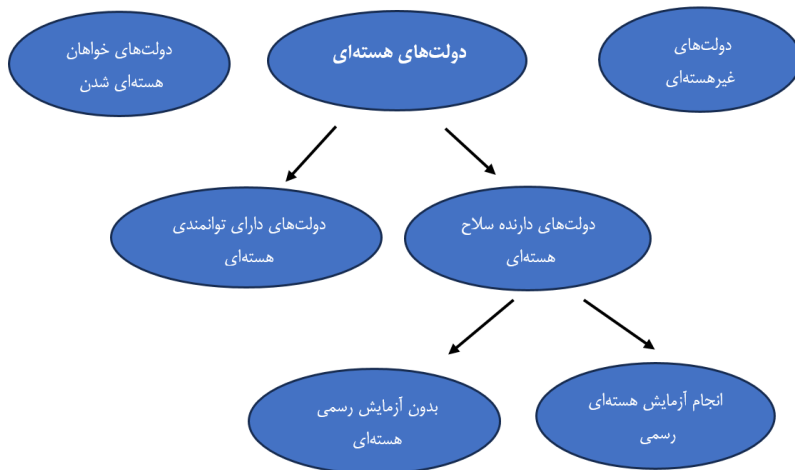 دولت‌های
غیرهسته‌ای
دولت‌های هسته‌ای
دولت‌های خواهان
هسته‌ای شدن
دولت‌های دارنده سلاح
هسته‌ای
دولت‌های دارای توانمندی
هسته‌ای
انجام آزمایش هسته‌ای
رسمی
بدون آزمایش رسمی
هسته‌ای